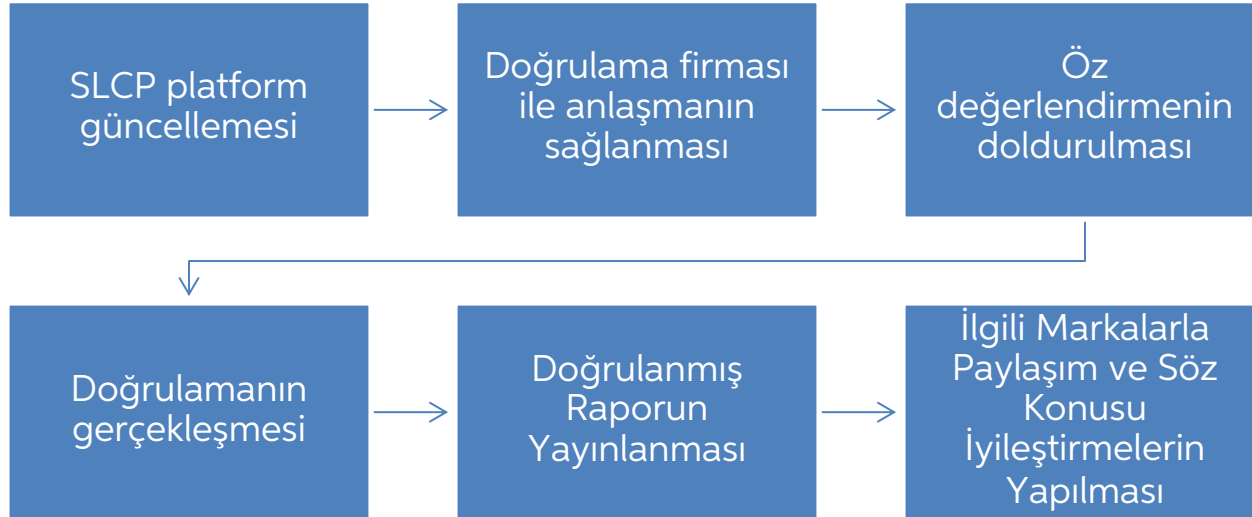 SLCP platform
güncellemesi
Doğrulama firması
ile anlaşmanın
sağlanması
Öz
değerlendirmenin
doldurulması
Doğrulamanın
gerçekleşmesi
Doğrulanmış
Raporun
Yayınlanması
İlgili Markalarla
Paylaşım ve Söz
Konusu
İyileştirmelerin
Yapılması